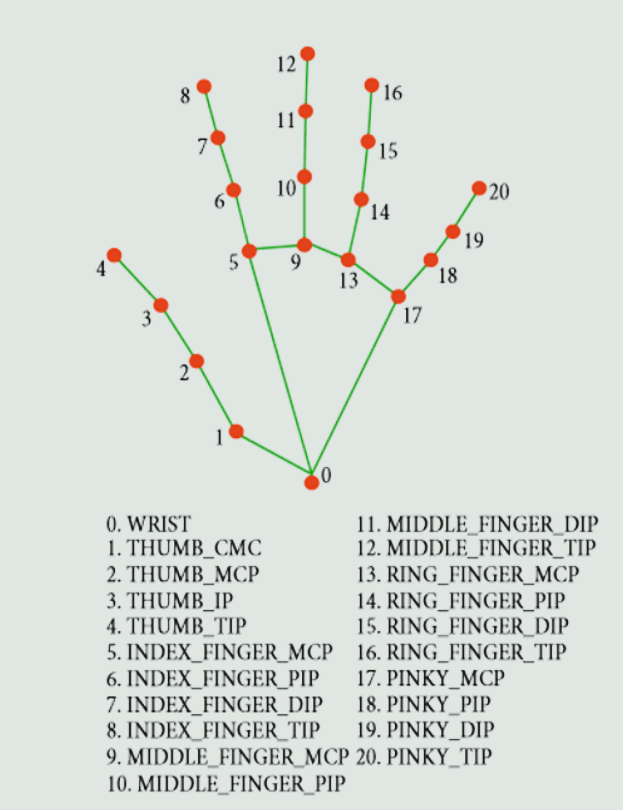 12
8
16
11
7
15
10
6
14
20
19
5
9
13
18
4
3
17
2
1
0
0. WRIST
1. THUMB_CMC
2. THUMB_MCP
3. THUMB_IP
4. THUMB_TIP
5. INDEX_FINGER_MCP
6. INDEX_FINGER_PIP
7. INDEX_FINGER_DIP
8. INDEX_FINGER_TIP
9. MIDDLE_FINGER_MCP
10. MIDDLE_FINGER_PIP
11. MIDDLE_FINGER_DIP
12. MIDDLE_FINGER_TIP
13. RING_FINGER_MCP
14. RING_FINGER_PIP
15. RING_FINGER_DIP
16. RING_FINGER_TIP
17. PINKY_MCP
18. PINKY_PIP
19. PINKY_DIP
20. PINKY_TIP